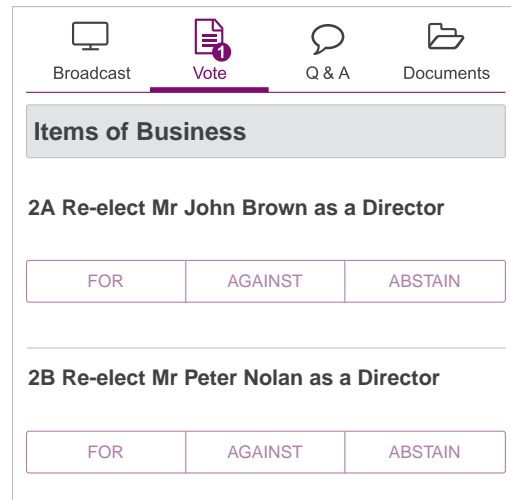 1
Broadcast Vote Q & A Documents
Items of Business
2A Re-elect Mr John Brown as a Director
FOR AGAINST ABSTAIN
2B Re-elect Mr Peter Nolan as a Director
FOR AGAINST ABSTAIN